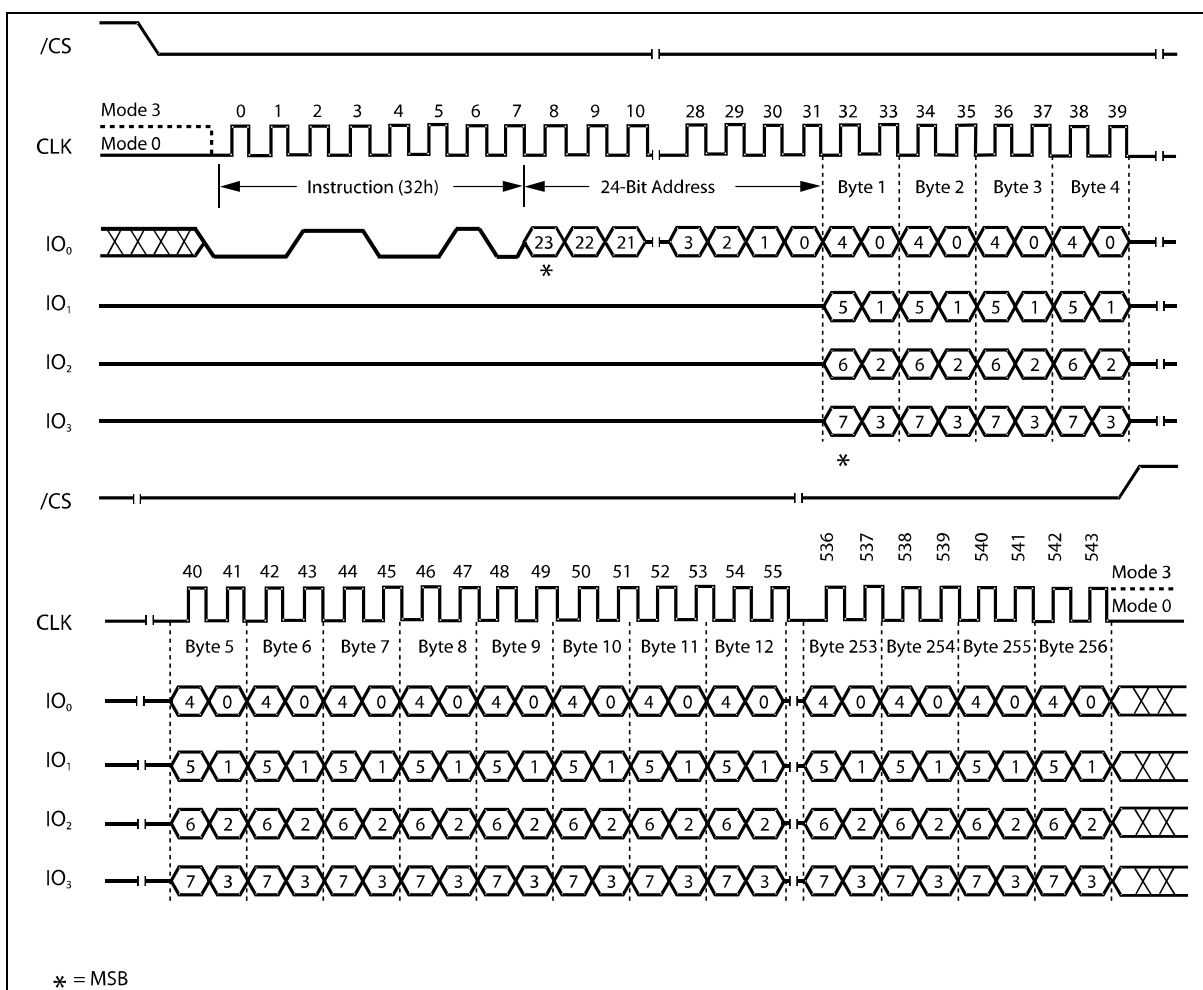 /CS
Mode 3
0 1 2 3 4 5 6 7 8 9 10 28 29 30 31 32 33 34 35 36 37 38 39
CLK
Mode 0
Instruction (32h) 24-Bit Address Byte 1 Byte 2 Byte 3 Byte 4
IO₀ 23 22 21 3 2 1 0 4 0 4 0 4 0 4 0
*
IO₁ 5 1 5 1 5 1 5 1
IO₂ 6 2 6 2 6 2 6 2
IO₃ 7 3 7 3 7 3 7 3
*
/CS
40 41 42 43 44 45 46 47 48 49 50 51 52 53 54 55 536 537 538 539 540 541 542 543
Mode 3
CLK
Mode 0
Byte 5 Byte 6 Byte 7 Byte 8 Byte 9 Byte 10 Byte 11 Byte 12 Byte 253 Byte 254 Byte 255 Byte 256
IO₀ 4 0 4 0 4 0 4 0 4 0 4 0 4 0 4 0 4 0 4 0 4 0 4 0
IO₁ 5 1 5 1 5 1 5 1 5 1 5 1 5 1 5 1 5 1 5 1 5 1 5 1
IO₂ 6 2 6 2 6 2 6 2 6 2 6 2 6 2 6 2 6 2 6 2 6 2 6 2
IO₃ 7 3 7 3 7 3 7 3 7 3 7 3 7 3 7 3 7 3 7 3 7 3 7 3
* = MSB